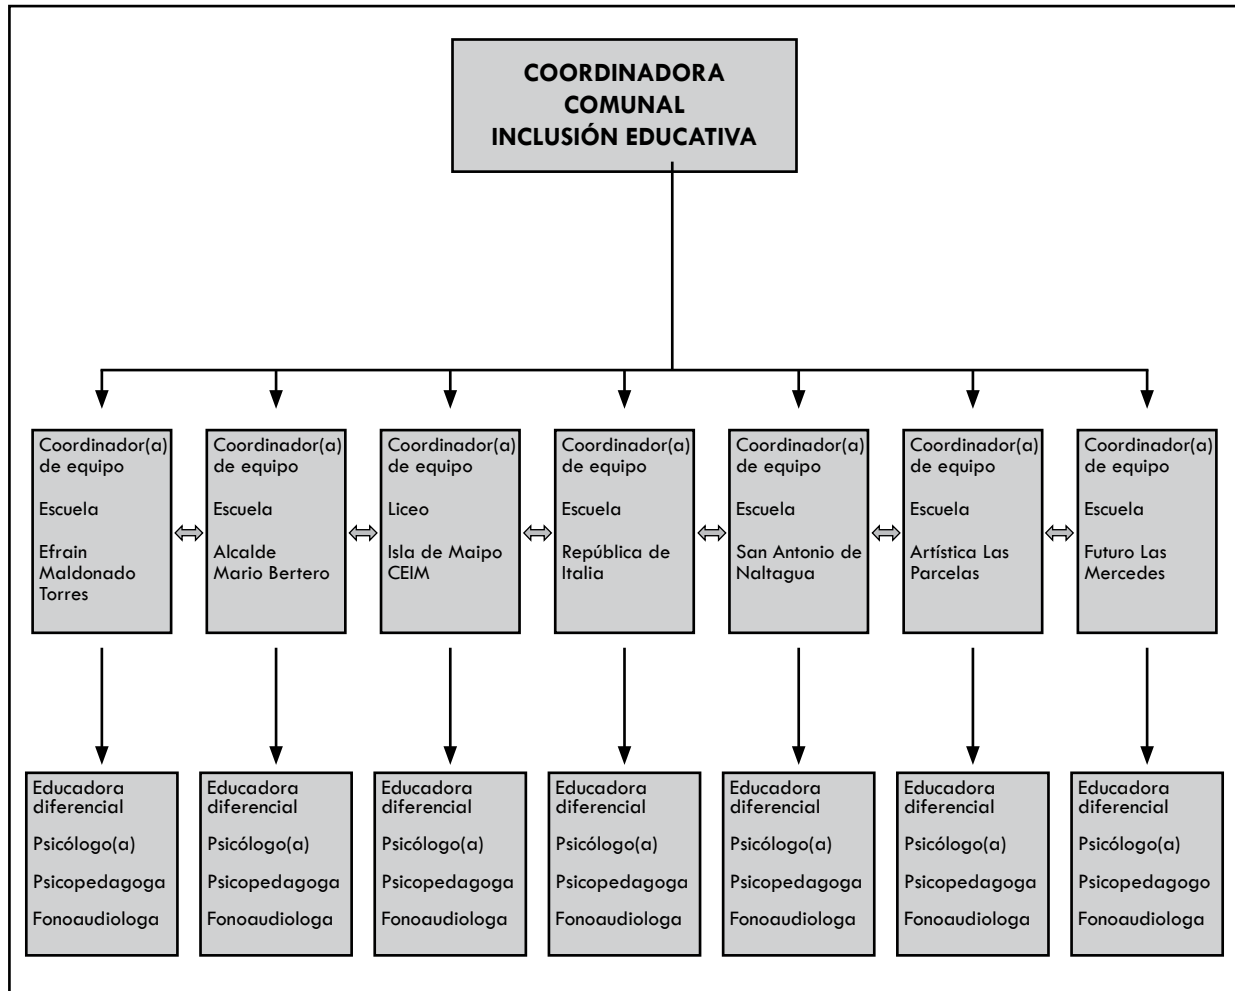 COORDINADORA
COMUNAL
INCLUSIÓN EDUCATIVA
Coordinador(a)
de equipo
Escuela
Efrain
Maldonado
Torres
Coordinador(a)
de equipo
Escuela
Alcalde
Mario Bertero
Coordinador(a)
de equipo
Liceo
Isla de Maipo
CEIM
Coordinador(a)
de equipo
Escuela
República de
Italia
Coordinador(a)
de equipo
Escuela
San Antonio de
Naltagua
Coordinador(a)
de equipo
Escuela
Artística Las
Parcelas
Coordinador(a)
de equipo
Escuela
Futuro Las
Mercedes
Educadora
diferencial
Psicólogo(a)
Psicopedagoga
Fonoaudiologa
Educadora
diferencial
Psicólogo(a)
Psicopedagoga
Fonoaudiologa
Educadora
diferencial
Psicólogo(a)
Psicopedagoga
Fonoaudiologa
Educadora
diferencial
Psicólogo(a)
Psicopedagoga
Fonoaudiologa
Educadora
diferencial
Psicólogo(a)
Psicopedagoga
Fonoaudiologa
Educadora
diferencial
Psicólogo(a)
Psicopedagoga
Fonoaudiologa
Educadora
diferencial
Psicólogo(a)
Psicopedagogo
Fonoaudiologa